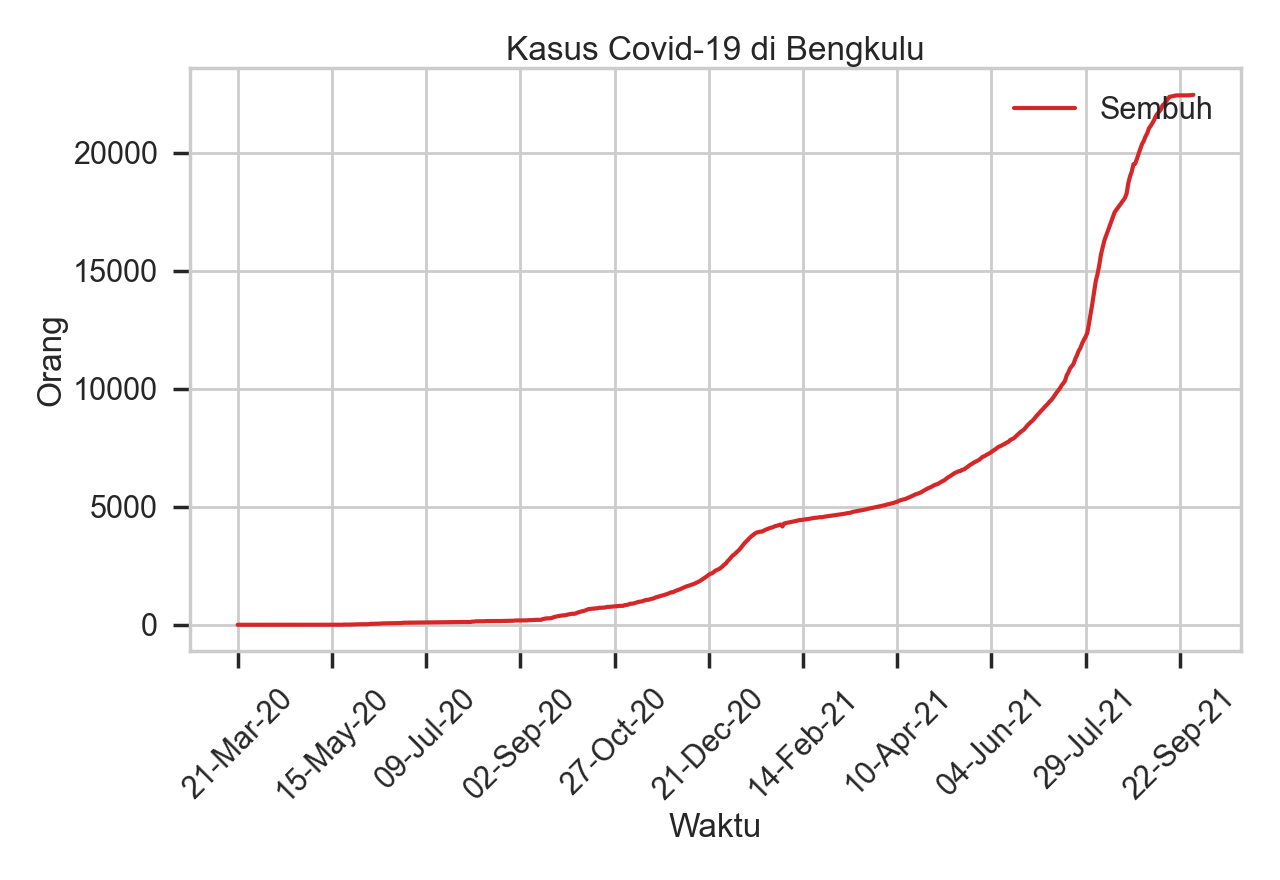 Kasus Covid-19 di Bengkulu
Sembuh
Orang
20000
15000
10000
5000
0
21-Mar-20
15-May-20
09-Jul-20
02-Sep-20
27-Oct-20
21-Dec-20
14-Feb-21
10-Apr-21
04-Jun-21
29-Jul-21
22-Sep-21
Waktu